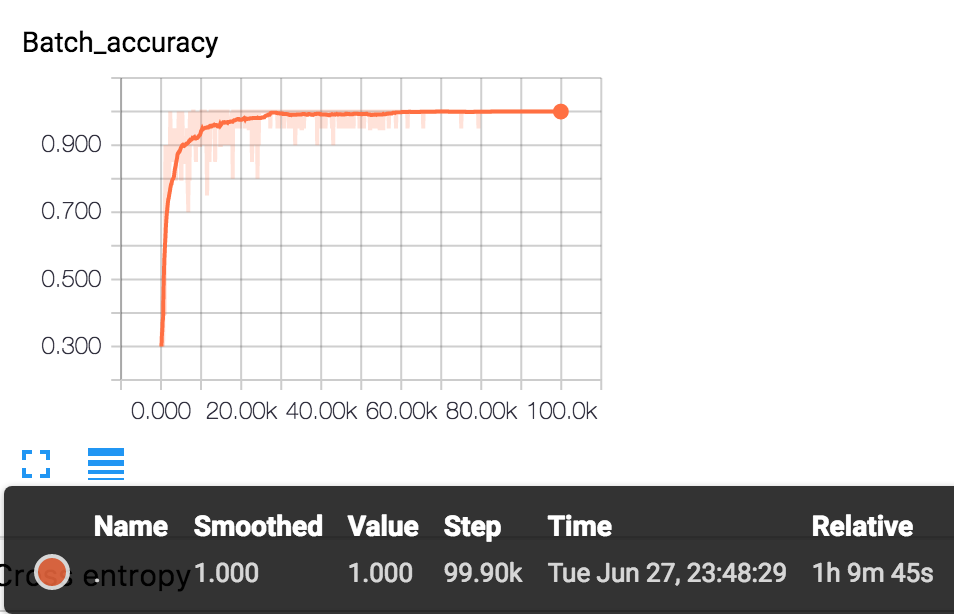 Batch_accuracy
0.900
0.700
0.500
0.300
0.000 20.00k 40.00k 60.00k 80.00k 100.0k
Name Smoothed Value Step Time Relative
Cross entropy
. 1.000 1.000 99.90k Tue Jun 27, 23:48:29 1h 9m 45s